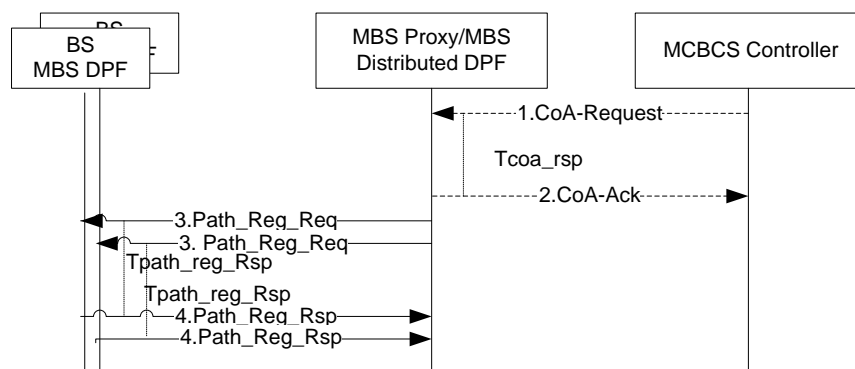 BS
BS
MBS DPF
F
MBS Proxy/MBS
Distributed DPF
MCBCS Controller
1.CoA-Request
Tcoa_rsp
2.CoA-Ack
3.Path_Reg_Req
3. Path_Reg_Req
Tpath_reg_Rsp
Tpath_reg_Rsp
4.Path_Reg_Rsp
4.Path_Reg_Rsp